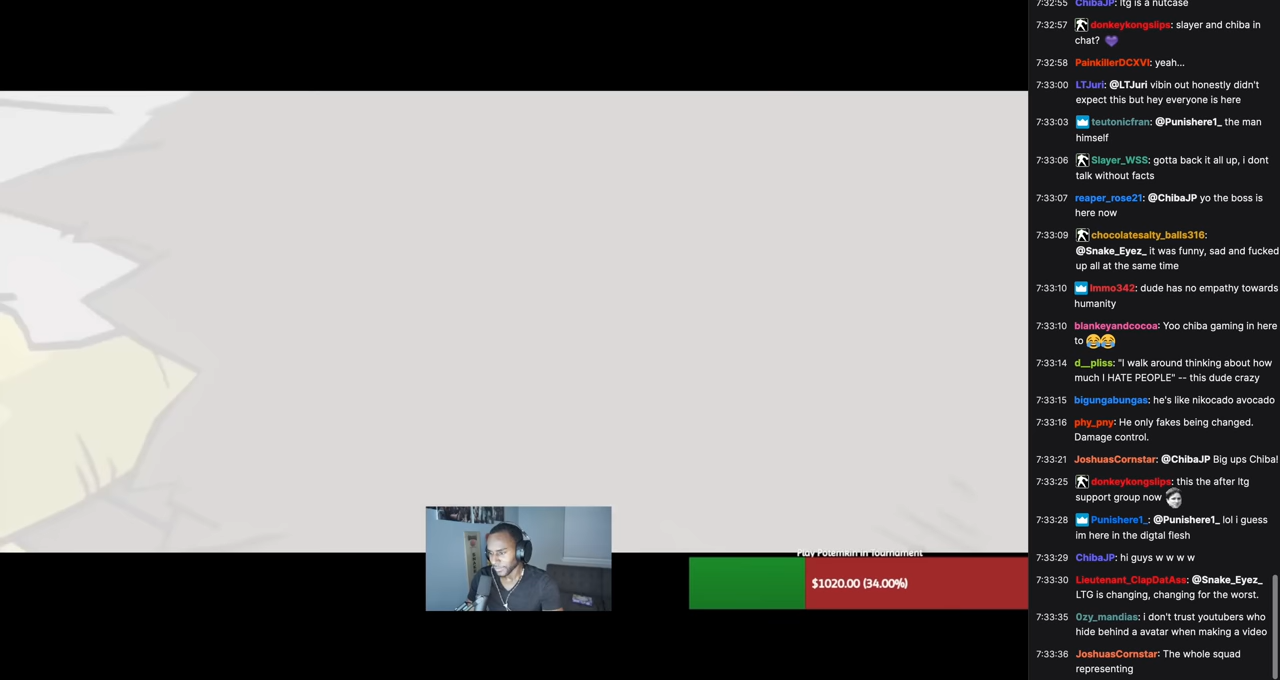 7:32:55 ChibaJP: ltg is a nutcase
7:32:57 donkeykongslips: slayer and chiba in
chat?
7:32:58 PainkillerDCXVI: yeah...
7:33:00 LTJuri: @LTJuri vibin out honestly didn't
expect this but hey everyone is here
7:33:03 teutonicfran: @Punishere1_ the man
himself
7:33:06 Slayer_WSS: gotta back it all up, i dont
talk without facts
7:33:07 reaper_rose21: @ChibaJP yo the boss is
here now
7:33:09 chocolatesalty_balls316:
@Snake_Eyez_ it was funny, sad and fucked
up all at the same time
7:33:10 Immo342: dude has no empathy towards
humanity
7:33:10 blankeyandcocoa: Yoo chiba gaming in here
to 😂😂
7:33:14 d__pliss: "I walk around thinking about how
much I HATE PEOPLE" -- this dude crazy
7:33:15 bigungabungas: he's like nikocado avocado
7:33:16 phy_pny: He only fakes being changed.
Damage control.
7:33:21 JoshuasCornstar: @ChibaJP Big ups Chiba!
7:33:25 donkeykongslips: this the after ltg
support group now
7:33:28 Punishere1_: @Punishere1_ lol i guess
im here in the digtal flesh
7:33:29 ChibaJP: hi guys w w w w
7:33:30 Lieutenant_ClapDatAss: @Snake_Eyez_
LTG is changing, changing for the worst.
7:33:35 0zy_mandias: i don't trust youtubers who
hide behind a avatar when making a video
7:33:36 JoshuasCornstar: The whole squad
representing
Play Potemkin in Tournament
$1020.00 (34.00%)